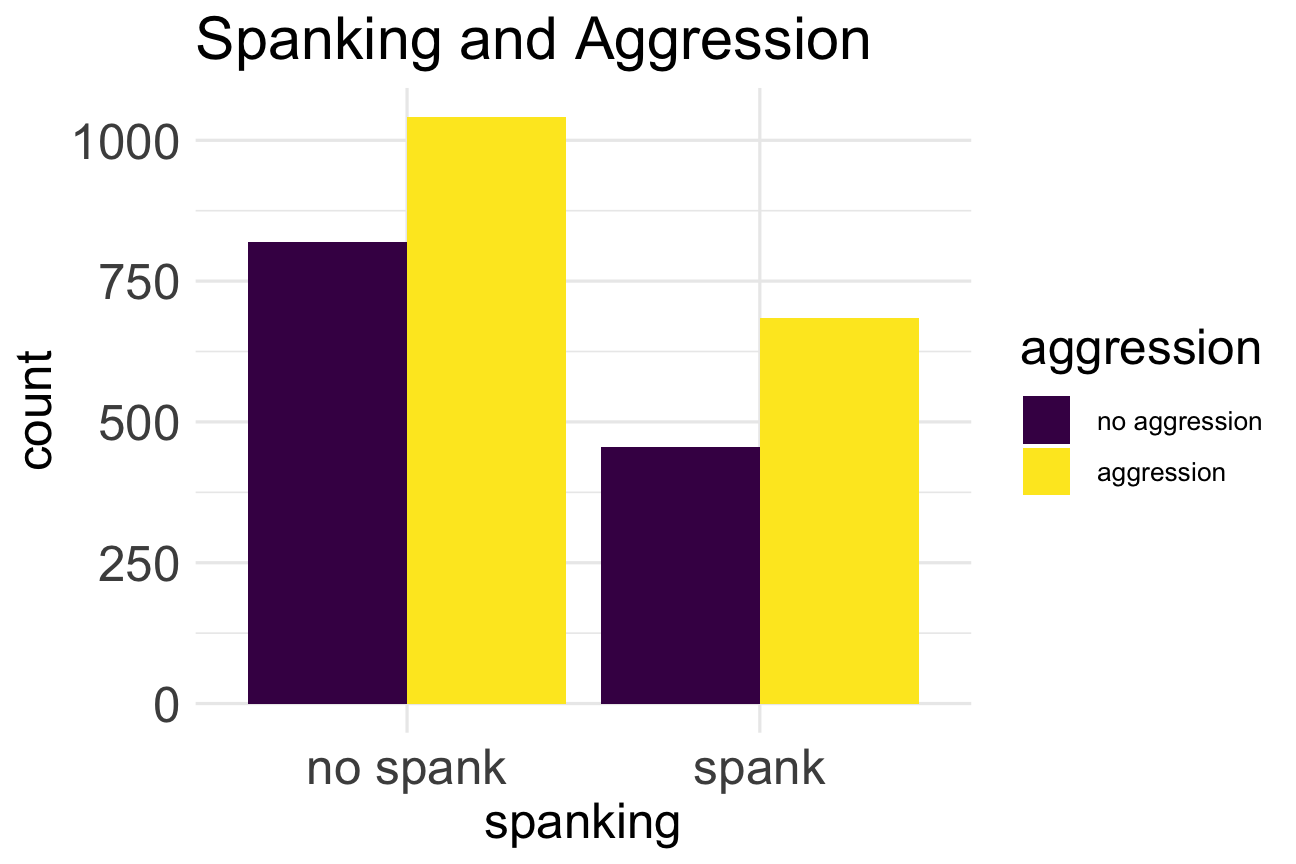 Spanking and Aggression
1000
750
500
250
0
count
no spank
spank
spanking
aggression
no aggression
aggression